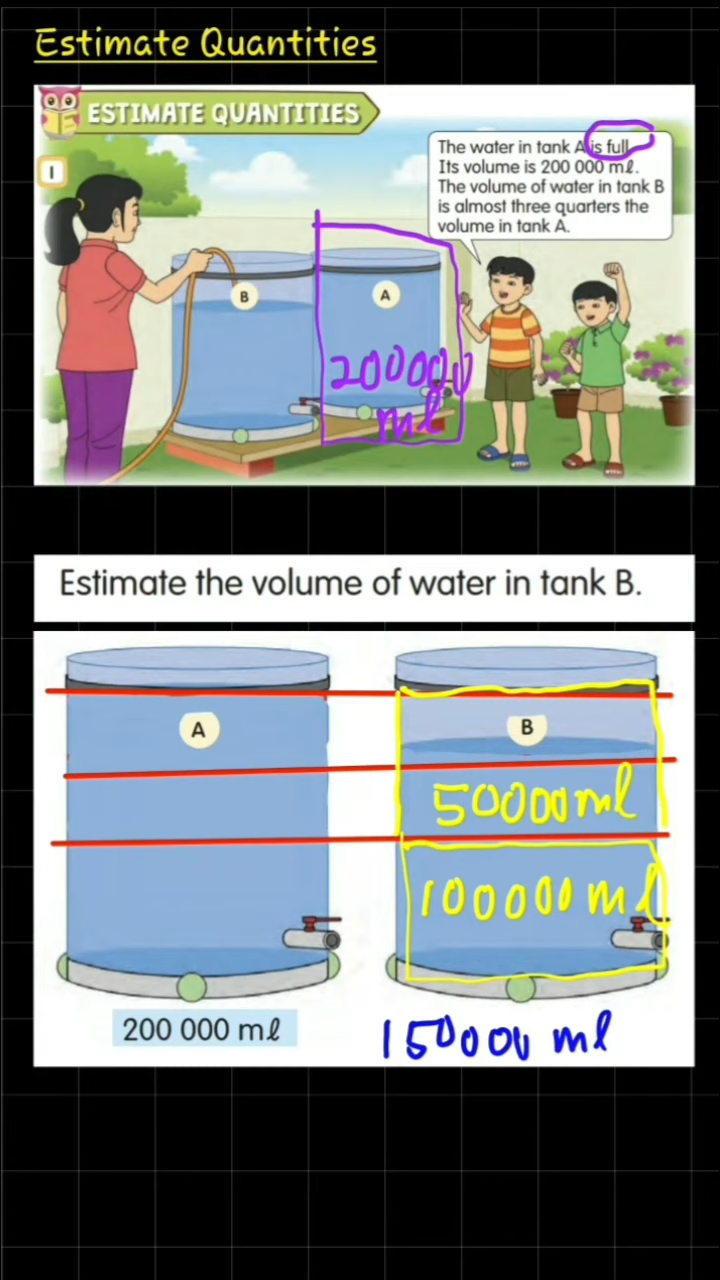 Estimate Quantities
ESTIMATE QUANTITIES
1
The water in tank A is full.
Its volume is 200 000 mℓ.
The volume of water in tank B
is almost three quarters the
volume in tank A.
B
A
200000
ml
Estimate the volume of water in tank B.
A
B
50000ml
100000 ml
200 000 mℓ
150000 ml